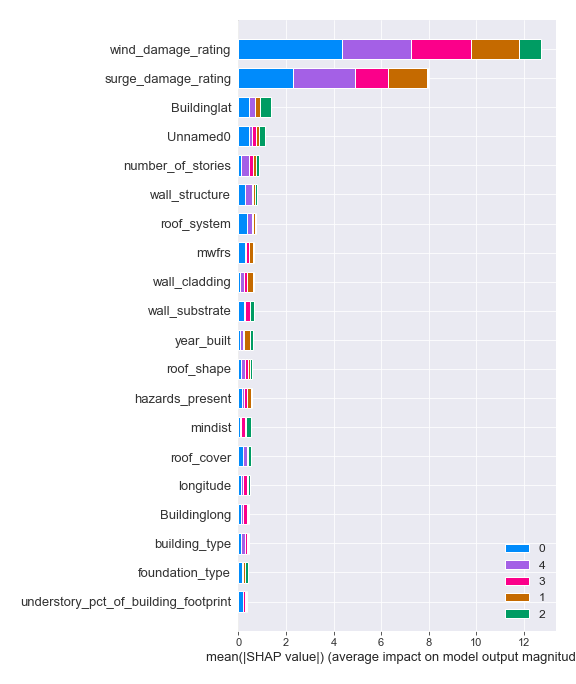 wind_damage_rating
surge_damage_rating
Buildinglat
Unnamed0
number_of_stories
wall_structure
roof_system
mwfrs
wall_cladding
wall_substrate
year_built
roof_shape
hazards_present
mindist
roof_cover
longitude
Buildinglong
building_type
foundation_type
understory_pct_of_building_footprint
0
4
3
1
2
0 2 4 6 8 10 12
mean(|SHAP value|) (average impact on model output magnitud